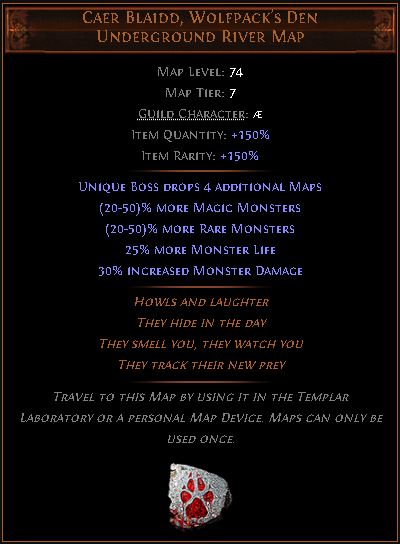 Caer Blaidd, Wolfpack's Den
Underground River Map
Map Level: 74
Map Tier: 7
Guild Character: æ
Item Quantity: +150%
Item Rarity: +150%
Unique Boss drops 4 additional Maps
(20-50)% more Magic Monsters
(20-50)% more Rare Monsters
25% more Monster Life
30% increased Monster Damage
Howls and laughter
They hide in the day
They smell you, they watch you
They track their new prey
Travel to this Map by using it in the Templar
Laboratory or a personal Map Device. Maps can only be
used once.